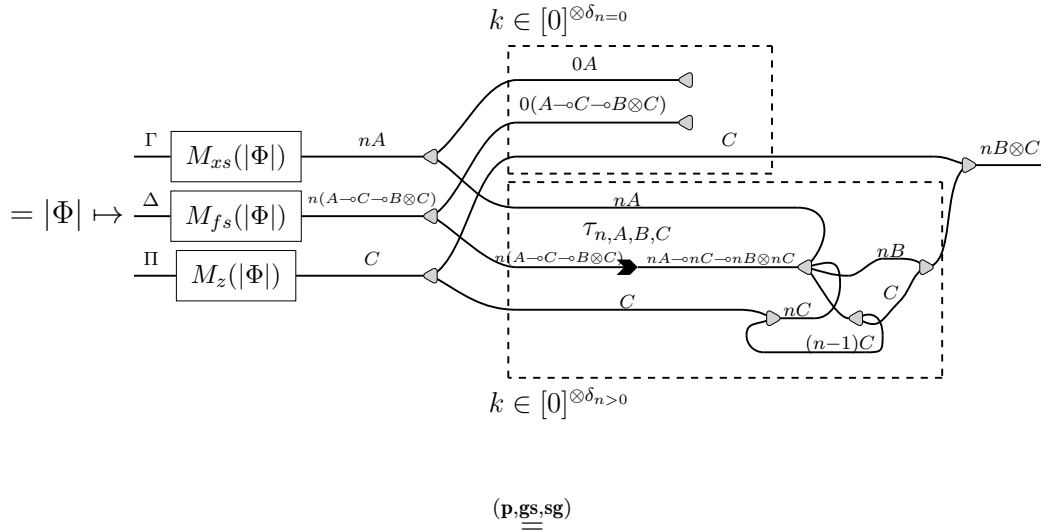 k ∈ [0]^{⊗δ_{n=0}}
0A
0(A⊸C⊸B⊗C)
Γ M_{xs}(|Φ|) nA
C
nB⊗C
= |Φ| ↦ Δ M_{fs}(|Φ|) n(A⊸C⊸B⊗C)
nA
τ_{n,A,B,C}
n(A⊸C⊸B⊗C) nA⊸nC⊸nB⊗nC nB
Π M_z(|Φ|) C
C nC C
(n−1)C
k ∈ [0]^{⊗δ_{n>0}}
(p,gs,sg)
=